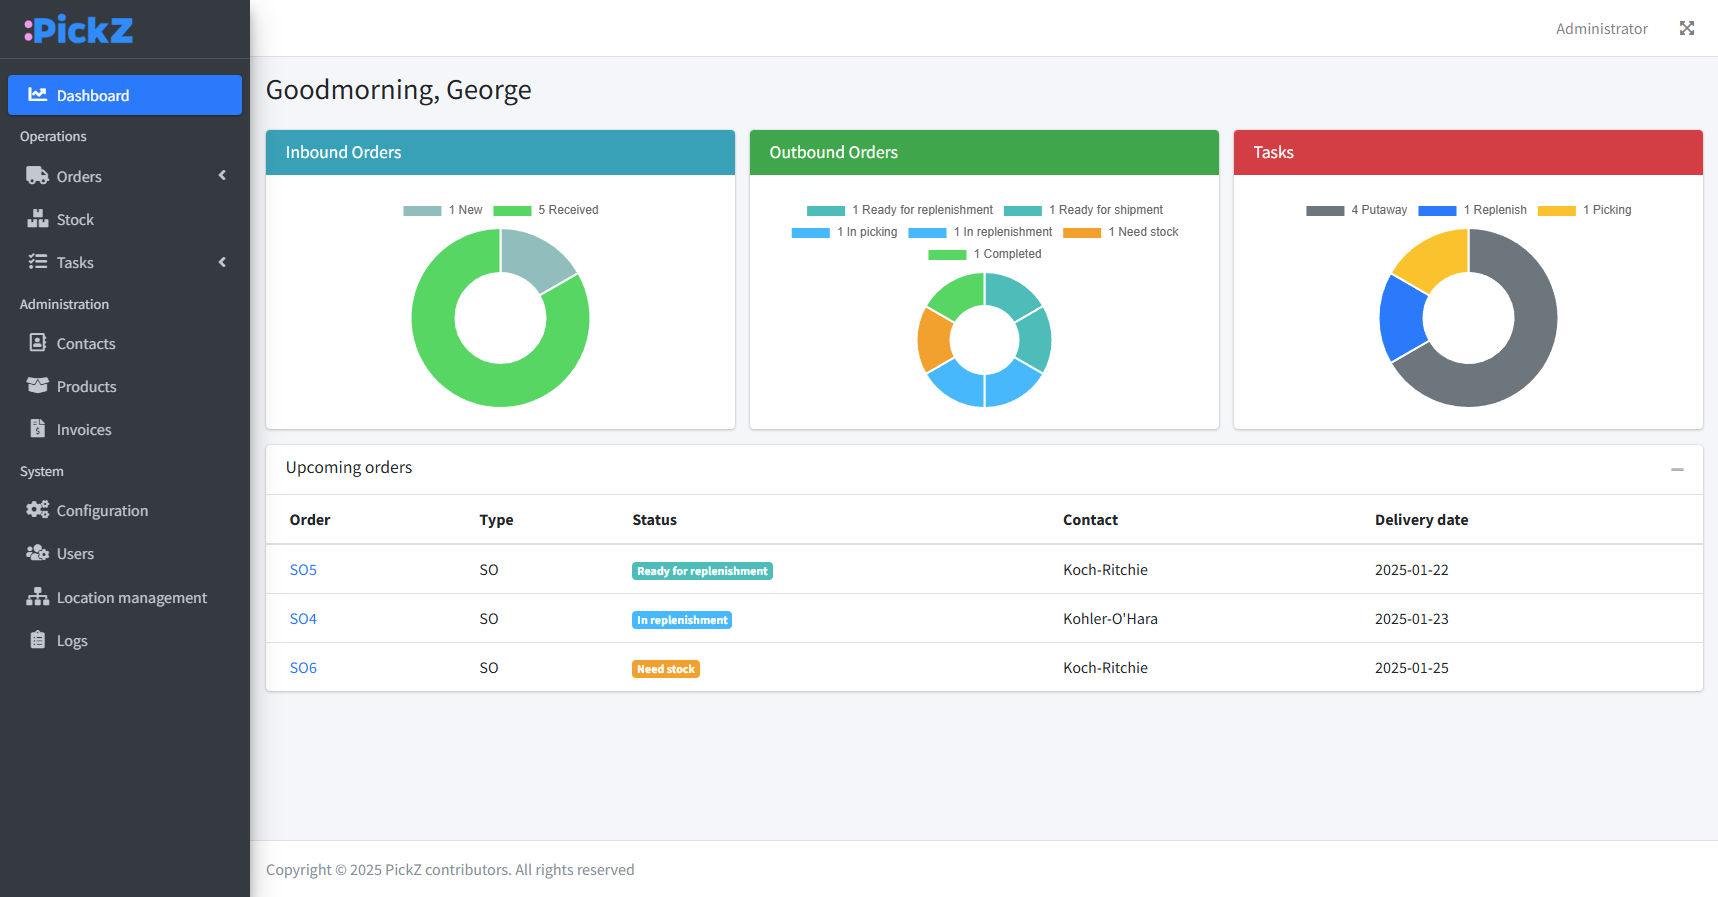 :PickZ
Administrator
Dashboard
Operations
Orders
Stock
Tasks
Administration
Contacts
Products
Invoices
System
Configuration
Users
Location management
Logs
Goodmorning, George
Inbound Orders
1 New 5 Received
Outbound Orders
1 Ready for replenishment 1 Ready for shipment
1 In picking 1 In replenishment 1 Need stock
1 Completed
Tasks
4 Putaway 1 Replenish 1 Picking
Upcoming orders
Order Type Status Contact Delivery date
SO5 SO Ready for replenishment Koch-Ritchie 2025-01-22
SO4 SO In replenishment Kohler-O'Hara 2025-01-23
SO6 SO Need stock Koch-Ritchie 2025-01-25
Copyright © 2025 PickZ contributors. All rights reserved